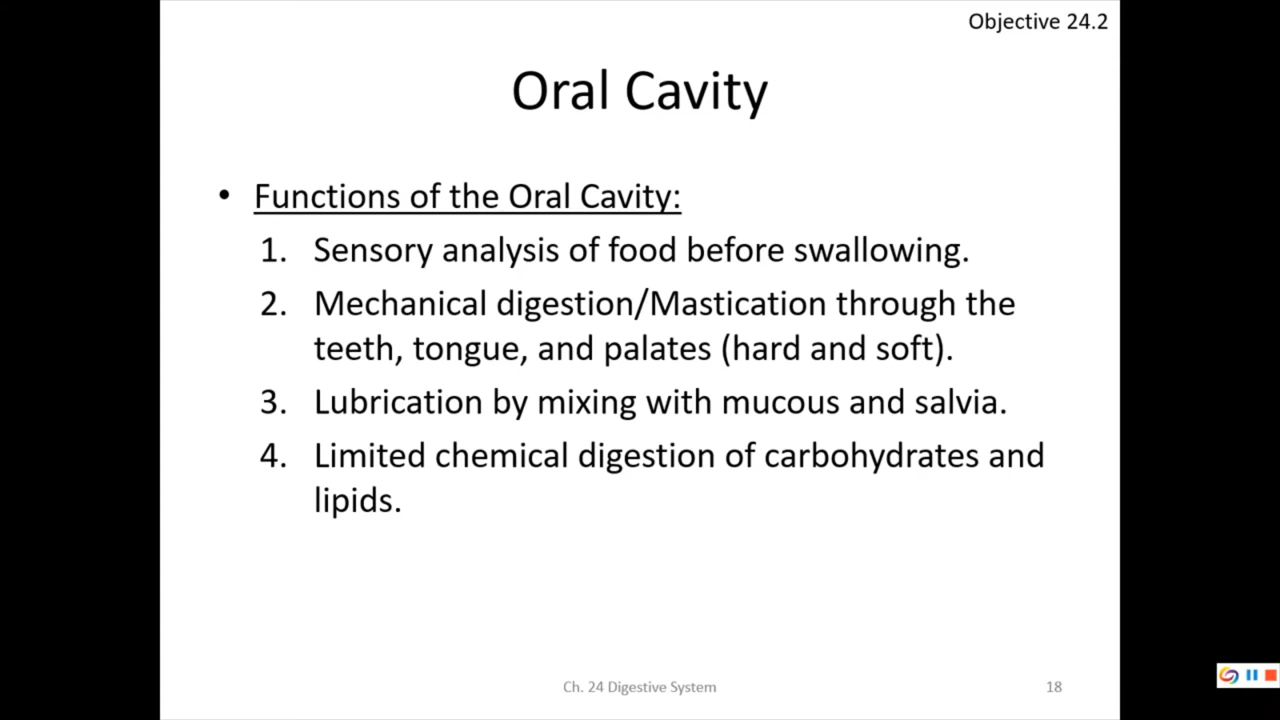 Objective 24.2
Oral Cavity
• Functions of the Oral Cavity:
1. Sensory analysis of food before swallowing.
2. Mechanical digestion/Mastication through the
teeth, tongue, and palates (hard and soft).
3. Lubrication by mixing with mucous and salvia.
4. Limited chemical digestion of carbohydrates and
lipids.
Ch. 24 Digestive System
18